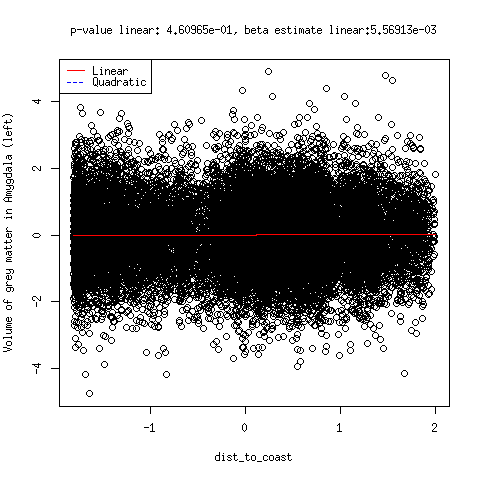 p-value linear: 4.60965e-01, beta estimate linear:5.56913e-03
Linear
Quadratic
Volume of grey matter in Amygdala (left)
4
2
0
-2
-4
-1
0
1
2
dist_to_coast